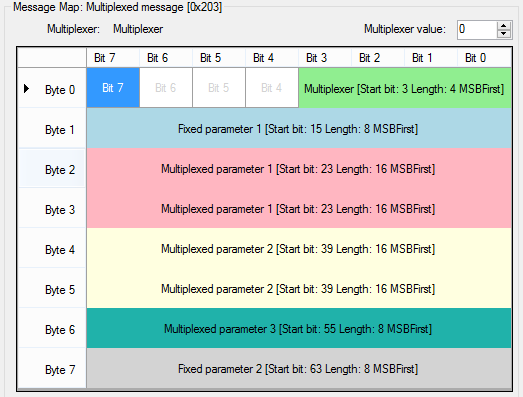 Message Map: Multiplexed message [0x203]
Multiplexer: Multiplexer Multiplexer value: 0
Bit 7 Bit 6 Bit 5 Bit 4 Bit 3 Bit 2 Bit 1 Bit 0
Byte 0 Bit 7 Bit 6 Bit 5 Bit 4 Multiplexer [Start bit: 3 Length: 4 MSBFirst]
Byte 1 Fixed parameter 1 [Start bit: 15 Length: 8 MSBFirst]
Byte 2 Multiplexed parameter 1 [Start bit: 23 Length: 16 MSBFirst]
Byte 3 Multiplexed parameter 1 [Start bit: 23 Length: 16 MSBFirst]
Byte 4 Multiplexed parameter 2 [Start bit: 39 Length: 16 MSBFirst]
Byte 5 Multiplexed parameter 2 [Start bit: 39 Length: 16 MSBFirst]
Byte 6 Multiplexed parameter 3 [Start bit: 55 Length: 8 MSBFirst]
Byte 7 Fixed parameter 2 [Start bit: 63 Length: 8 MSBFirst]